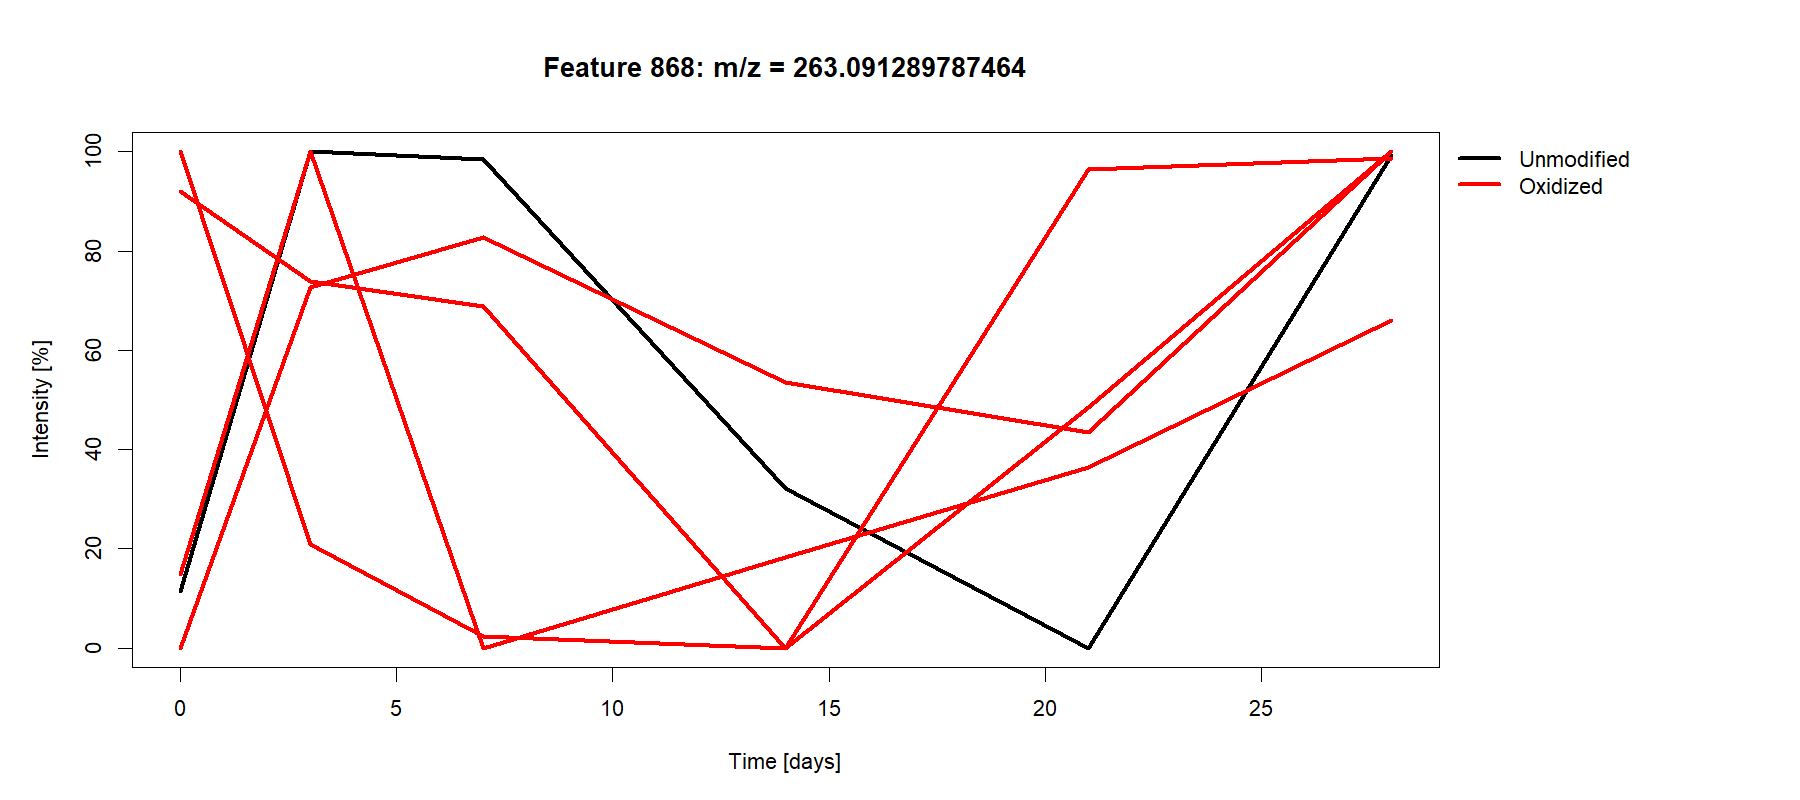 Feature 868: m/z = 263.091289787464
Unmodified
Oxidized
Intensity [%]
100
80
60
40
20
0
0 5 10 15 20 25
Time [days]